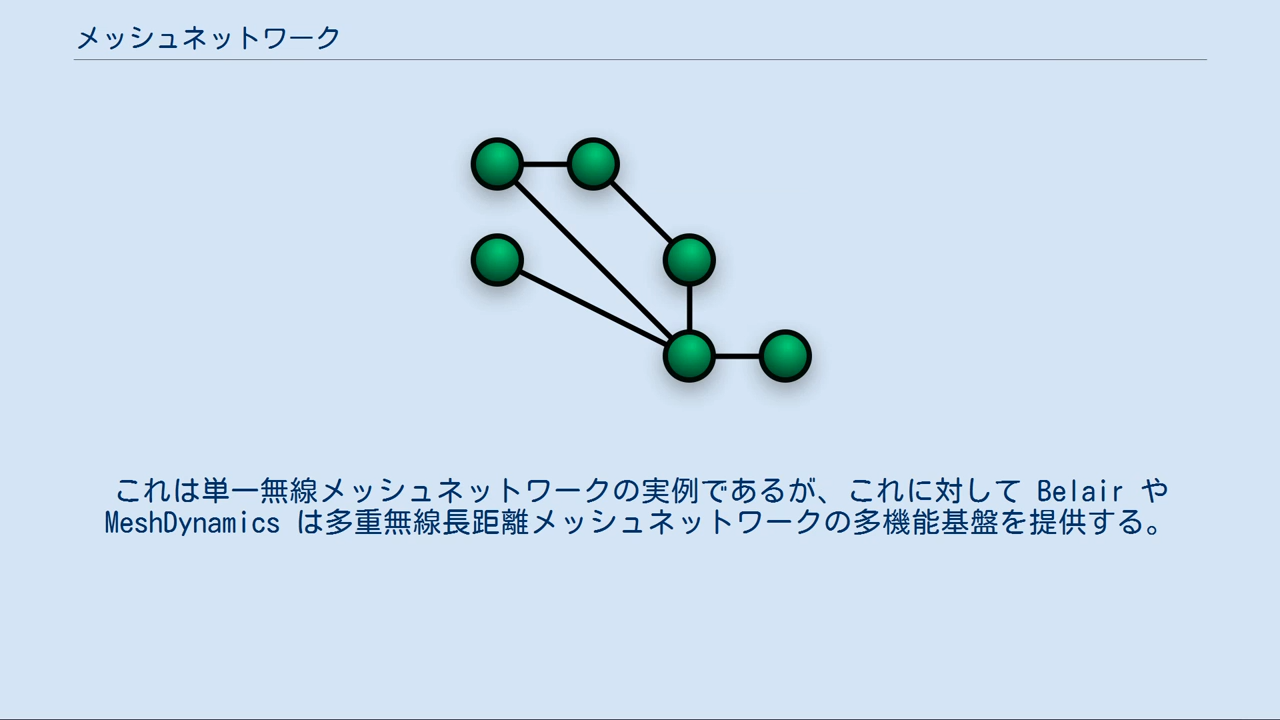 メッシュネットワーク
これは単一無線メッシュネットワークの実例であるが、これに対して Belair や
MeshDynamics は多重無線長距離メッシュネットワークの多機能基盤を提供する。